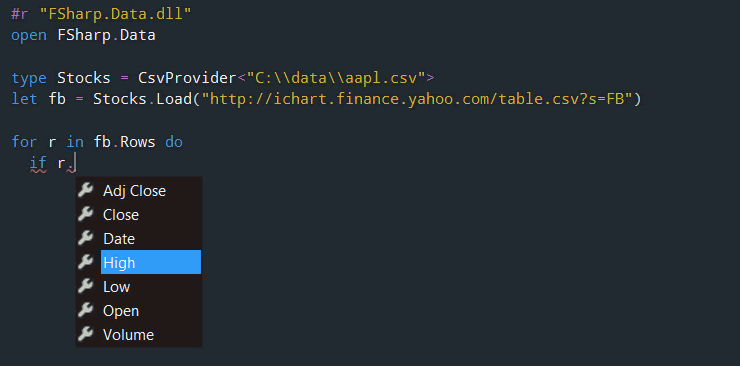 #r "FSharp.Data.dll"
open FSharp.Data
type Stocks = CsvProvider<"C:\\data\\aapl.csv">
let fb = Stocks.Load("http://ichart.finance.yahoo.com/table.csv?s=FB")
for r in fb.Rows do
if r.
Adj Close
Close
Date
High
Low
Open
Volume